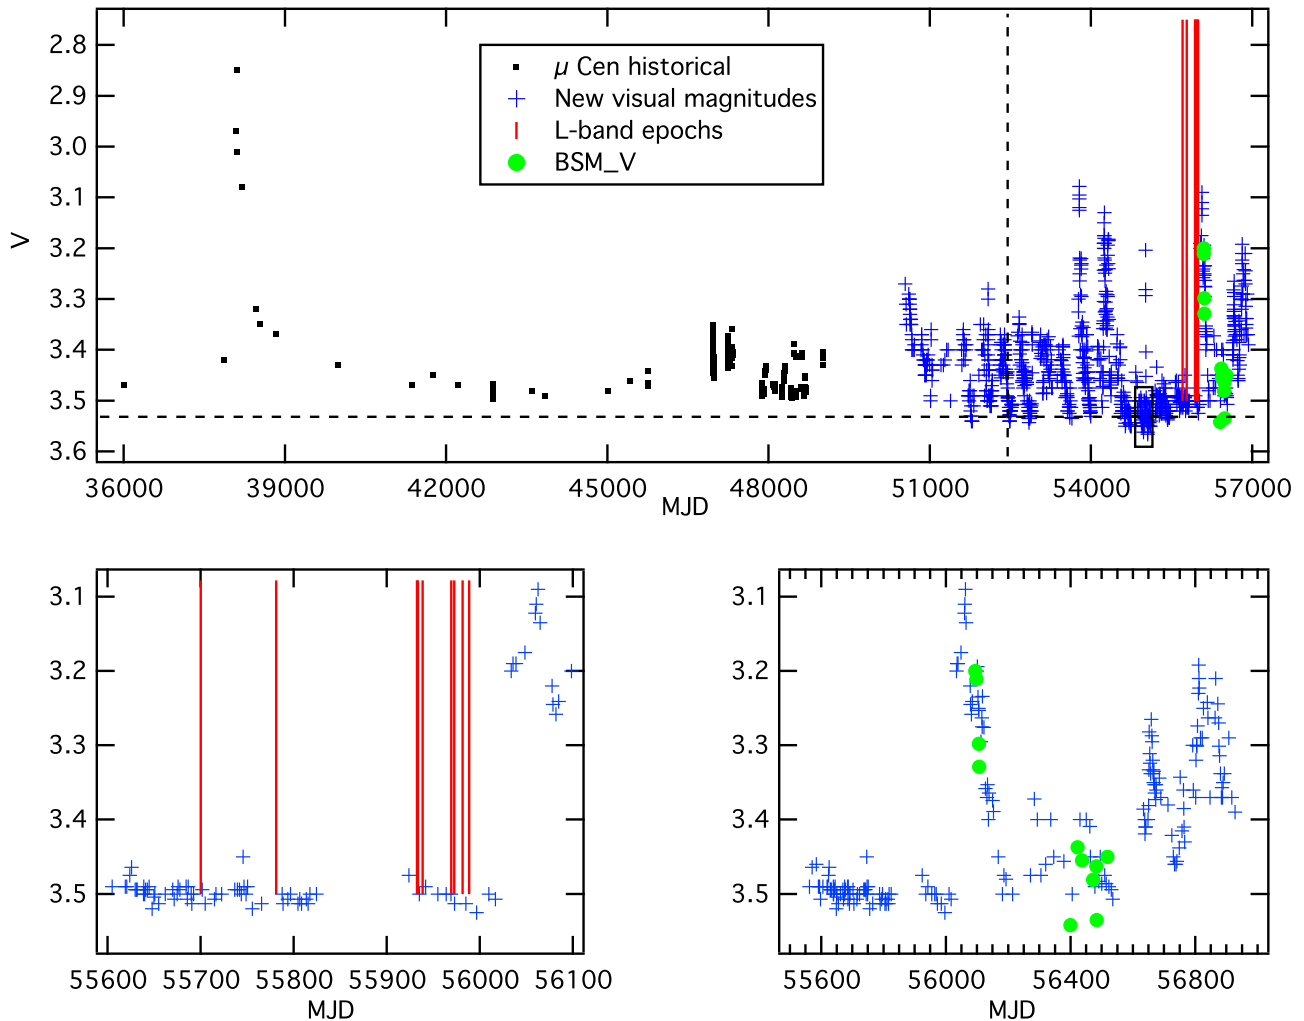 2.8
2.9
3.0
3.1
3.2
3.3
3.4
3.5
3.6
V
μ Cen historical
New visual magnitudes
L-band epochs
BSM_V
36000 39000 42000 45000 48000 51000 54000 57000
MJD
3.1
3.2
3.3
3.4
3.5
55600 55700 55800 55900 56000 56100
MJD
3.1
3.2
3.3
3.4
3.5
55600 56000 56400 56800
MJD